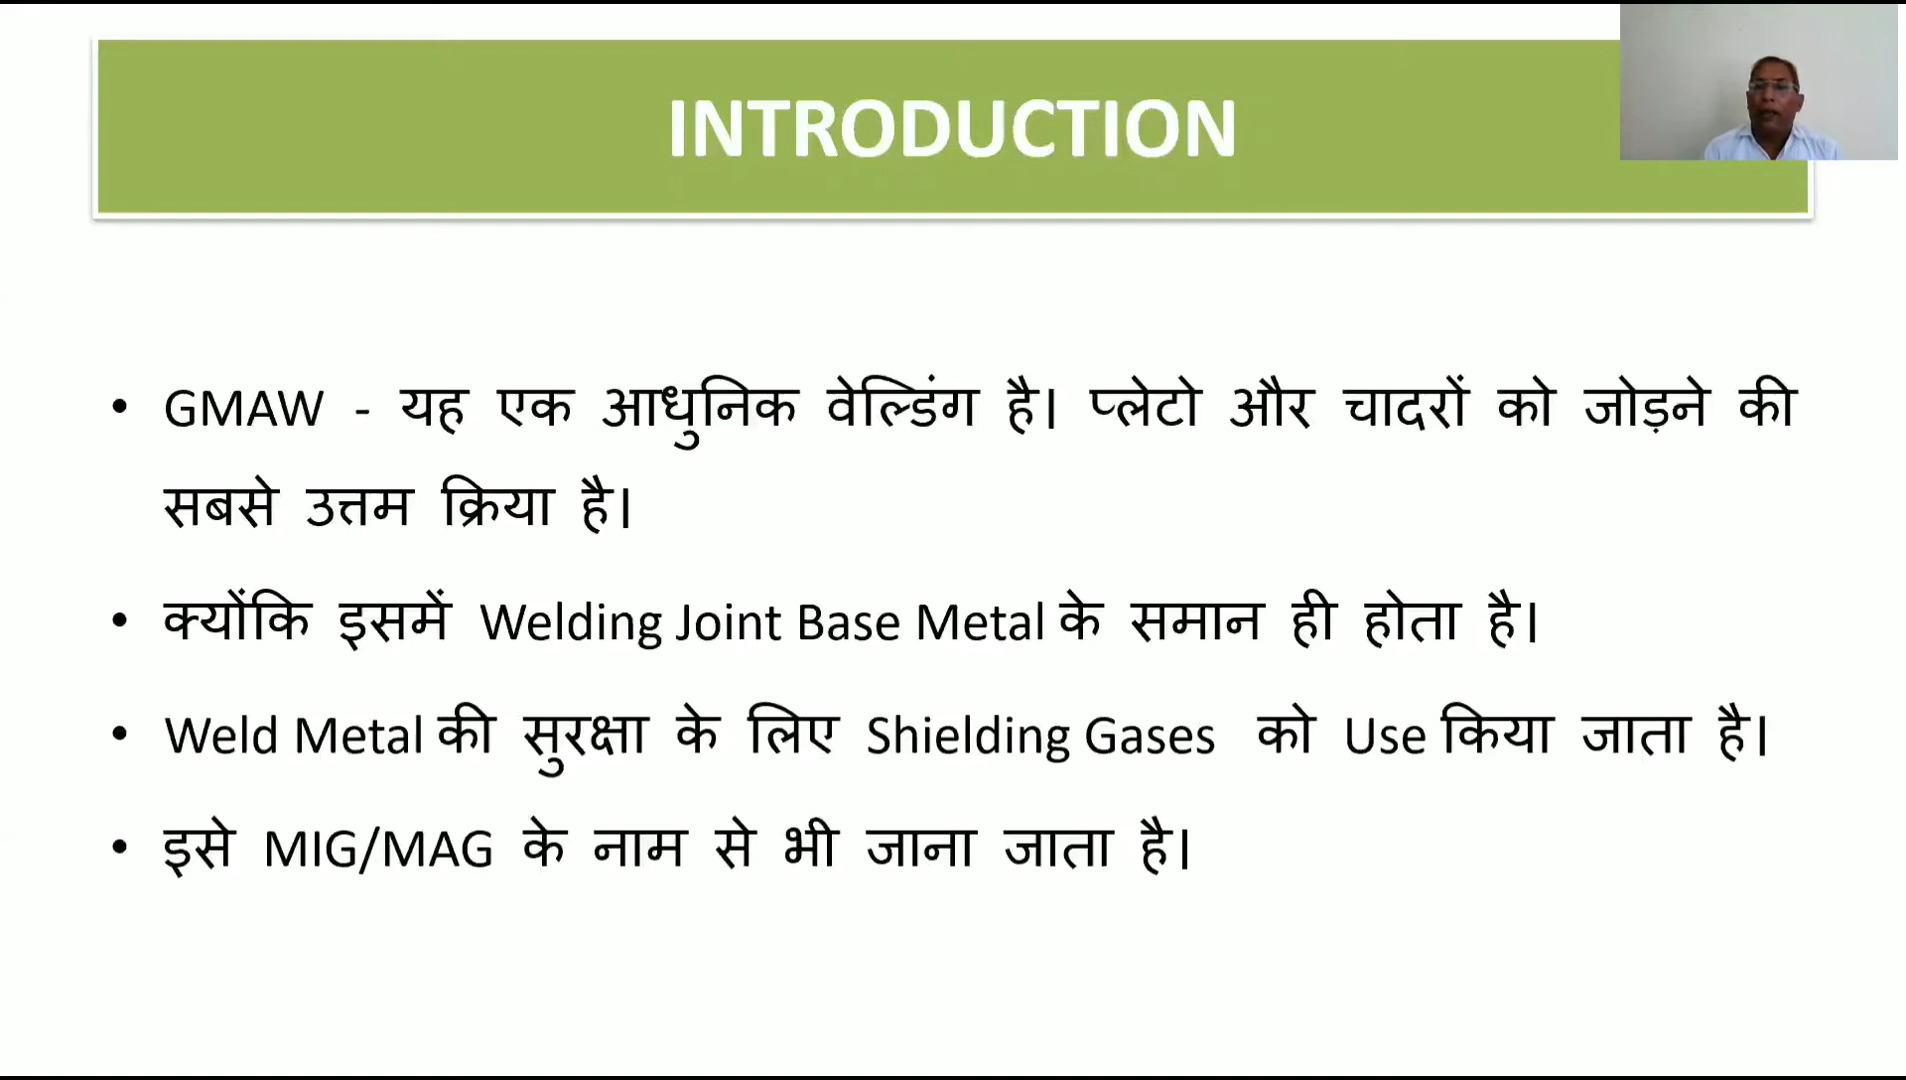 INTRODUCTION
• GMAW - यह एक आधुनिक वेल्डिंग है। प्लेटो और चादरों को जोड़ने की
सबसे उत्तम क्रिया है।
• क्योंकि इसमें Welding Joint Base Metal के समान ही होता है।
• Weld Metal की सुरक्षा के लिए Shielding Gases को Use किया जाता है।
• इसे MIG/MAG के नाम से भी जाना जाता है।